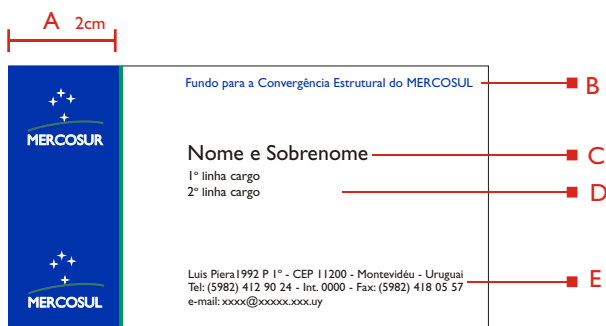 A 2cm
Fundo para a Convergência Estrutural do MERCOSUL
B
MERCOSUR
Nome e Sobrenome
C
1º linha cargo
2º linha cargo
D
Luis Piera1992 P 1º - CEP 11200 - Montevidéu - Uruguai
Tel: (5982) 412 90 24 - Int. 0000 - Fax: (5982) 418 05 57
E
e-mail: xxxx@xxxxx.xxx.uy
MERCOSUL